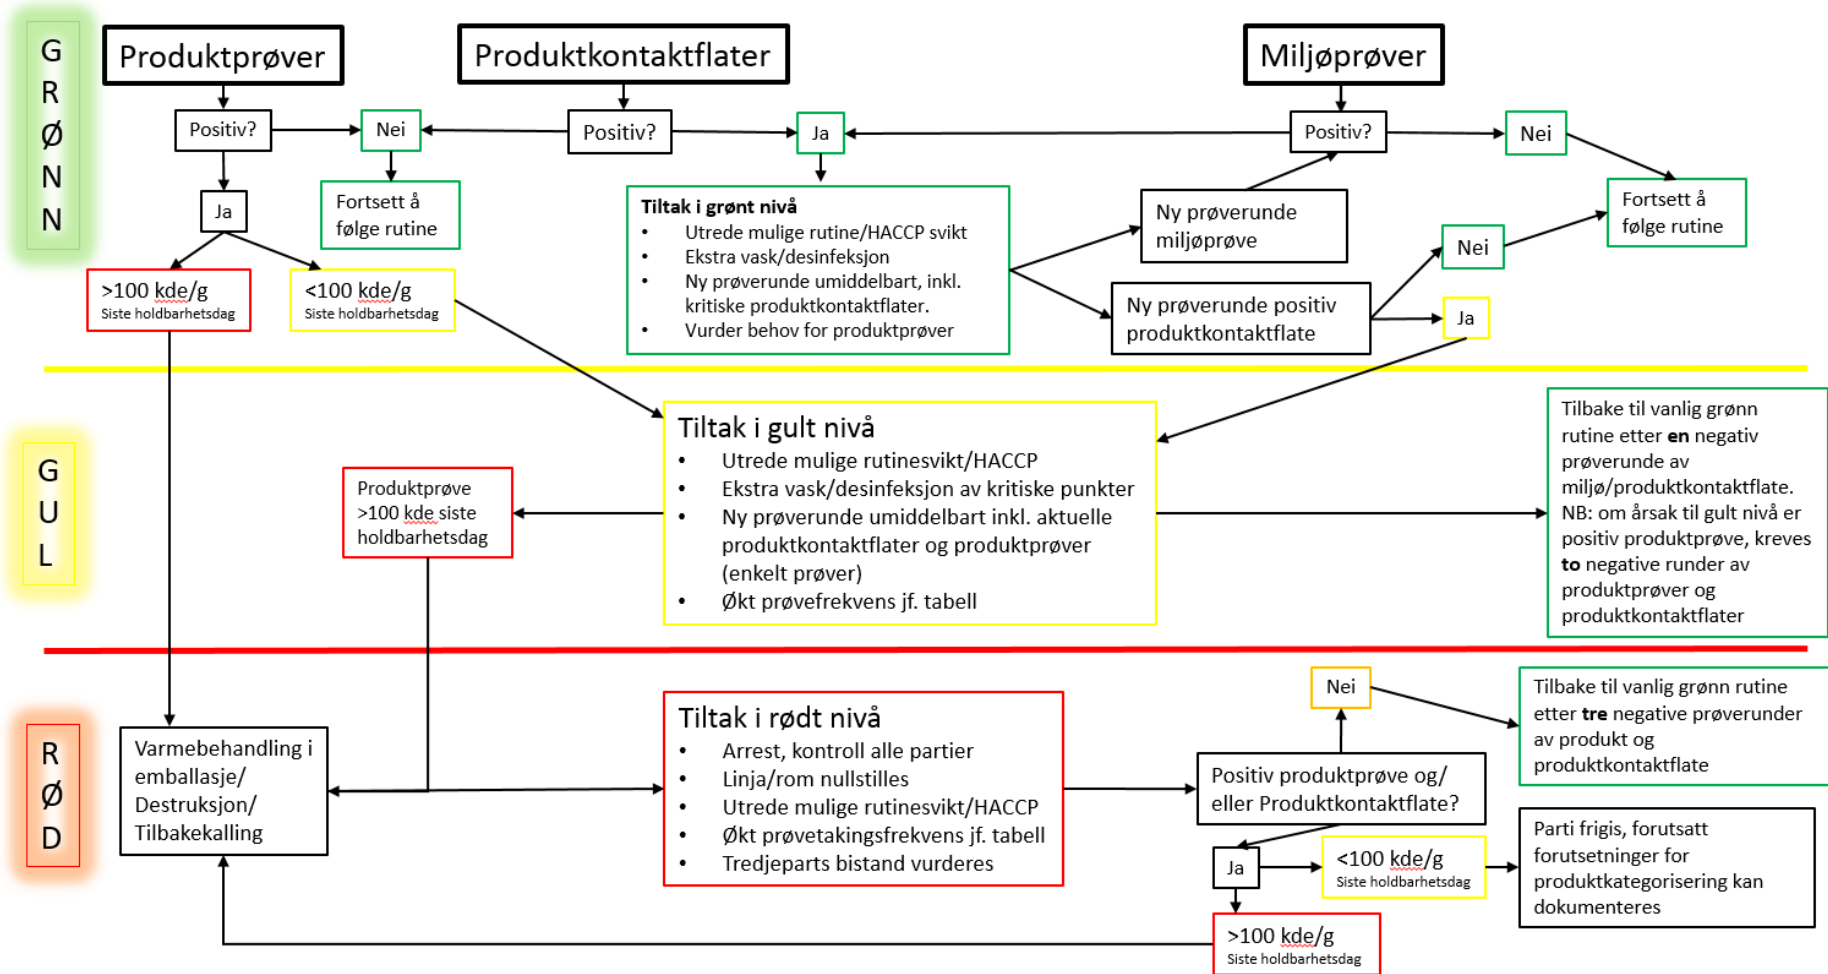 GRØNN
Produktprøver
Produktkontaktflater
Miljøprøver
Positiv?
Nei
Positiv?
Ja
Positiv?
Nei
Ja
Fortsett å
følge rutine
Tiltak i grønt nivå
• Utrede mulige rutine/HACCP svikt
• Ekstra vask/desinfeksjon
• Ny prøverunde umiddelbart, inkl.
kritiske produktkontaktflater.
• Vurder behov for produktprøver
Ny prøverunde
miljøprøve
Nei
Fortsett å
følge rutine
>100 kde/g
Siste holdbarhetsdag
<100 kde/g
Siste holdbarhetsdag
Ny prøverunde positiv
produktkontaktflate
Ja
GUL
Produktprøve
>100 kde siste
holdbarhetsdag
Tiltak i gult nivå
• Utrede mulige rutinesvikt/HACCP
• Ekstra vask/desinfeksjon av kritiske punkter
• Ny prøverunde umiddelbart inkl. aktuelle
produktkontaktflater og produktprøver
(enkelt prøver)
• Økt prøvefrekvens jf. tabell
Tilbake til vanlig grønn
rutine etter en negativ
prøverunde av
miljø/produktkontaktflate.
NB: om årsak til gult nivå er
positiv produktprøve, kreves
to negative runder av
produktprøver og
produktkontaktflater
RØD
Varmebehandling i
emballasje/
Destruksjon/
Tilbakekalling
Tiltak i rødt nivå
• Arrest, kontroll alle partier
• Linja/rom nullstilles
• Utrede mulige rutinesvikt/HACCP
• Økt prøvetakingsfrekvens jf. tabell
• Tredjeparts bistand vurderes
Nei
Positiv produktprøve og/
eller Produktkontaktflate?
Tilbake til vanlig grønn rutine
etter tre negative prøverunder
av produkt og
produktkontaktflate
Ja
<100 kde/g
Siste holdbarhetsdag
Parti frigis, forutsatt
forutsetninger for
produktkategorisering kan
dokumenteres
>100 kde/g
Siste holdbarhetsdag